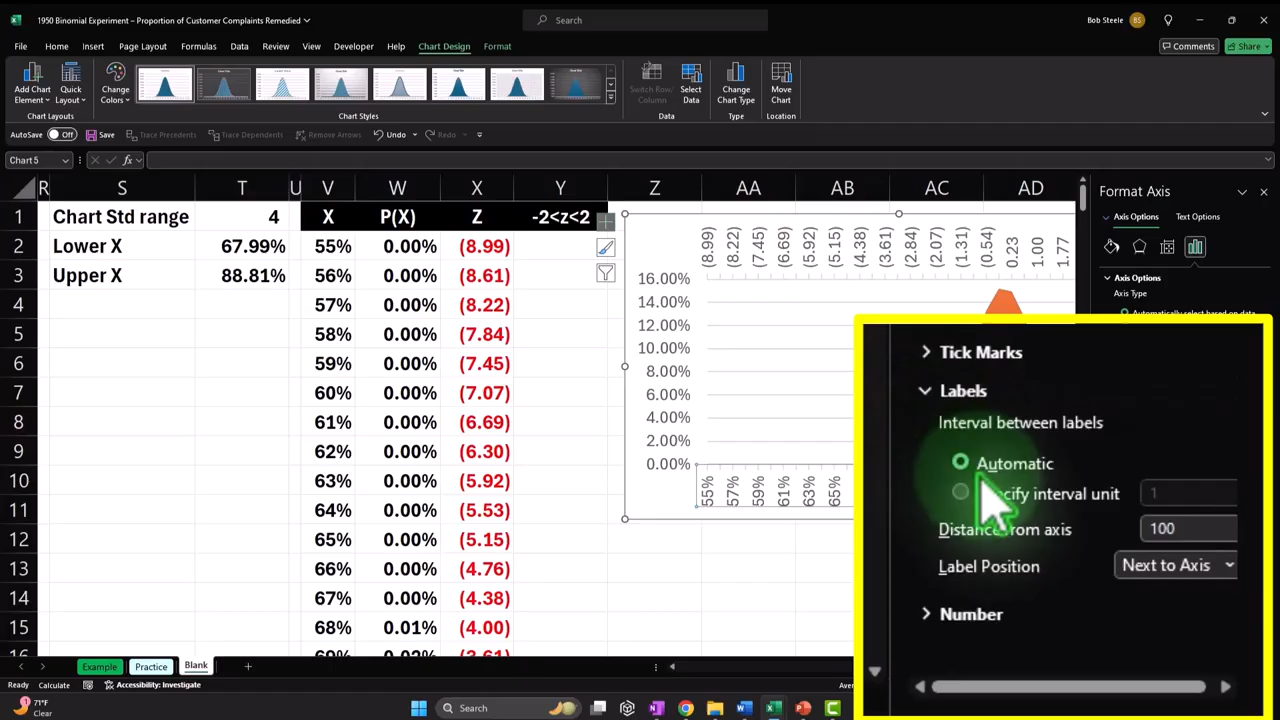 1950 Binomial Experiment – Proportion of Customer Complaints Remedied
Search
Bob Steele
BS
File Home Insert Page Layout Formulas Data Review View Developer Help Chart Design Format
Comments
Share
Add Chart Element
Quick Layout
Change Colors
Switch Row/Column
Select Data
Change Chart Type
Move Chart
Chart Layouts
Chart Styles
Data
Type
Location
AutoSave Off Save Trace Precedents Trace Dependents Remove Arrows Undo Redo
Chart 5
fx
R S T U V W X Y Z AA AB AC AD
1 Chart Std range 4 X P(X) Z -2<z<2
2 Lower X 67.99% 55% 0.00% (8.99)
3 Upper X 88.81% 56% 0.00% (8.61)
4 57% 0.00% (8.22)
5 58% 0.00% (7.84)
6 59% 0.00% (7.45)
7 60% 0.00% (7.07)
8 61% 0.00% (6.69)
9 62% 0.00% (6.30)
10 63% 0.00% (5.92)
11 64% 0.00% (5.53)
12 65% 0.00% (5.15)
13 66% 0.00% (4.76)
14 67% 0.00% (4.38)
15 68% 0.01% (4.00)
16 69% 0.02% (3.61)
(8.99) (8.22) (7.45) (6.69) (5.92) (5.15) (4.38) (3.61) (2.84) (2.07) (1.31) (0.54) 0.23 1.00 1.77
16.00%
14.00%
12.00%
10.00%
8.00%
6.00%
4.00%
2.00%
0.00%
55% 57% 59% 61% 63% 65%
Format Axis
Axis Options Text Options
Axis Options
Axis Type
Automatically select based on data
Tick Marks
Labels
Interval between labels
Automatic
interval unit 1
Distance from axis 100
Label Position Next to Axis
Number
Example Practice Blank
Ready Calculate Accessibility: Investigate
71°F
Clear
Search